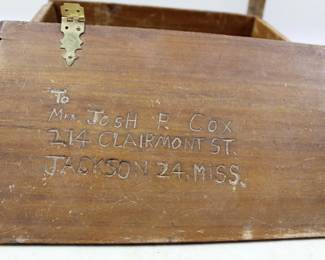 To
Mrs. JOSH P. COX
214 CLAIRMONT ST.
JACKSON 24, MISS.